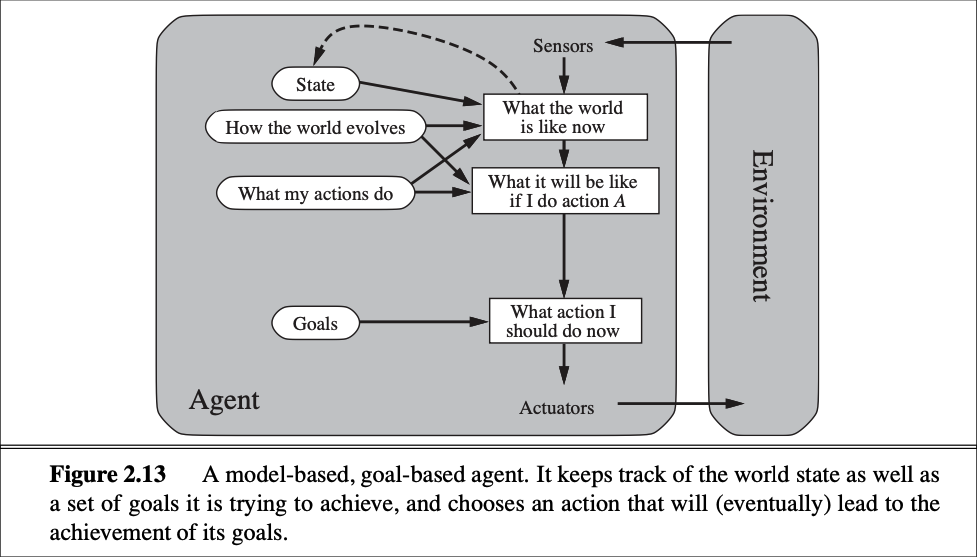 Sensors
State
What the world
is like now
How the world evolves
What my actions do
What it will be like
if I do action A
Goals
What action I
should do now
Agent
Actuators
Environment
Figure 2.13 A model-based, goal-based agent. It keeps track of the world state as well as
a set of goals it is trying to achieve, and chooses an action that will (eventually) lead to the
achievement of its goals.